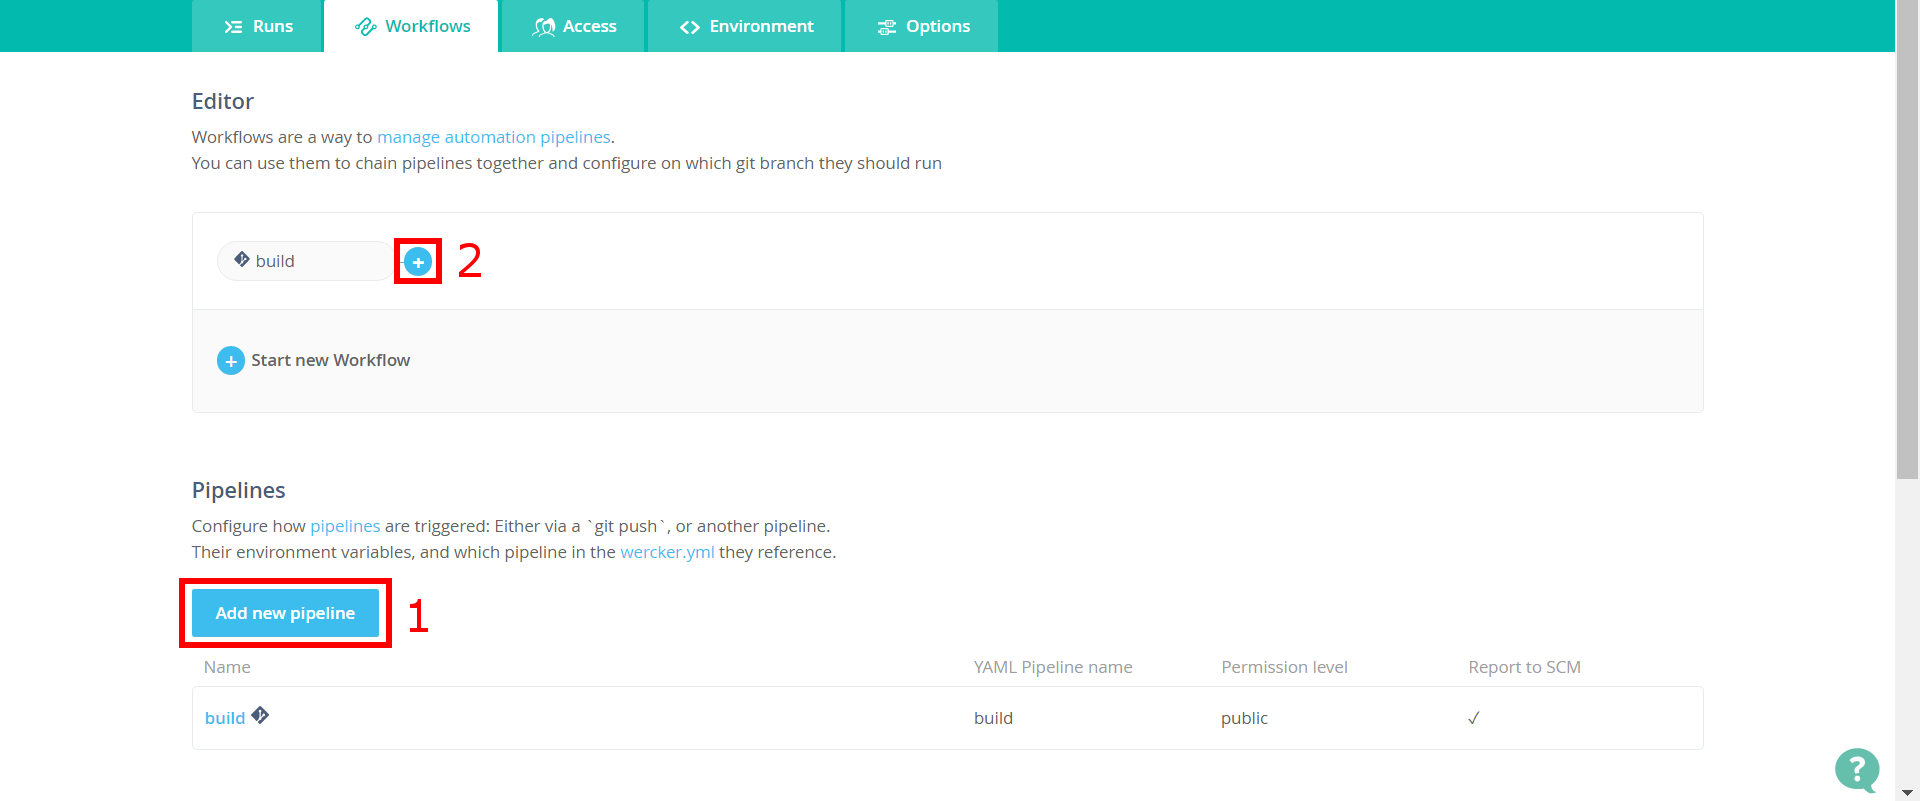 Runs Workflows Access Environment Options
Editor
Workflows are a way to manage automation pipelines.
You can use them to chain pipelines together and configure on which git branch they should run
build + 2
+ Start new Workflow
Pipelines
Configure how pipelines are triggered: Either via a `git push`, or another pipeline.
Their environment variables, and which pipeline in the wercker.yml they reference.
Add new pipeline 1
Name YAML Pipeline name Permission level Report to SCM
build build public ✓
?